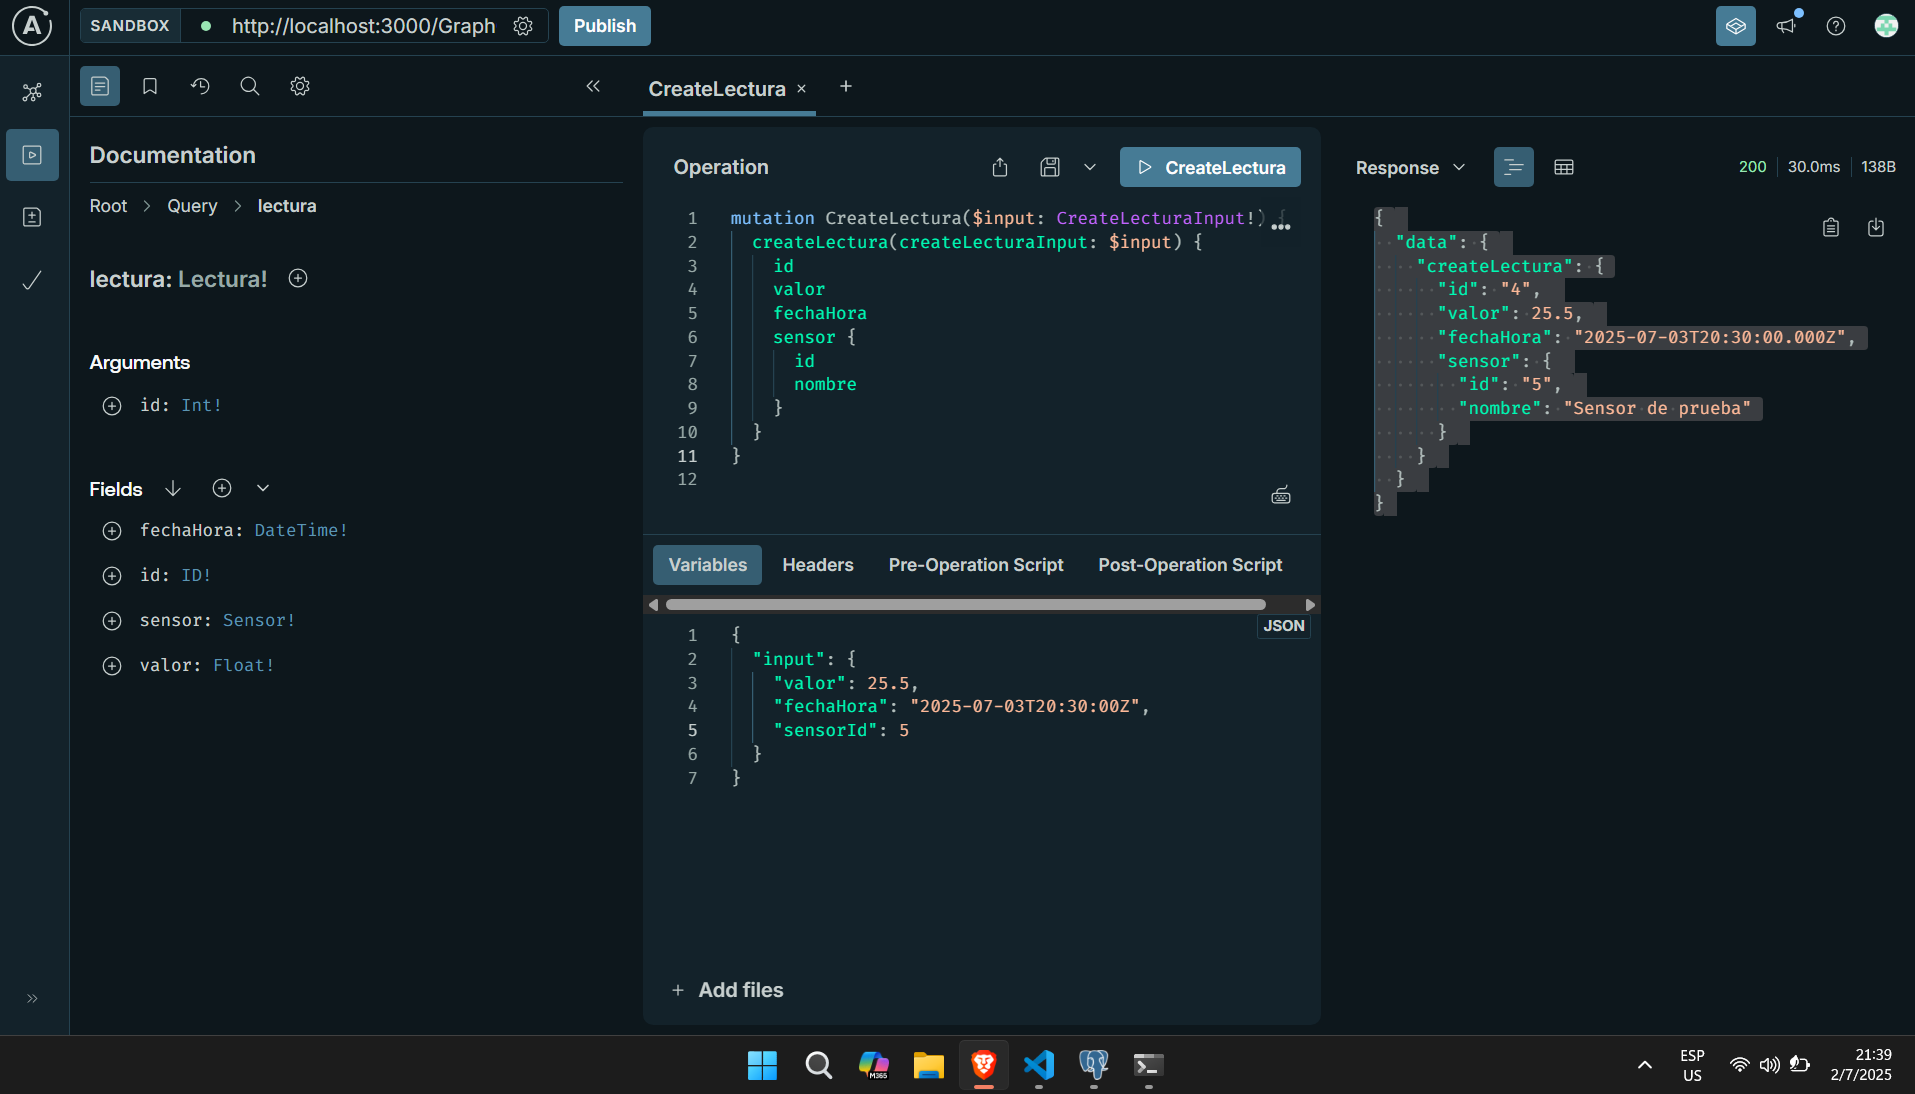 SANDBOX
http://localhost:3000/Graph
Publish
CreateLectura
Documentation
Root > Query > lectura
lectura: Lectura!
Arguments
id: Int!
Fields
fechaHora: DateTime!
id: ID!
sensor: Sensor!
valor: Float!
Operation
CreateLectura
1 mutation CreateLectura($input: CreateLecturaInput!) {
2 createLectura(createLecturaInput: $input) {
3 id
4 valor
5 fechaHora
6 sensor {
7 id
8 nombre
9 }
10 }
11 }
12
Variables Headers Pre-Operation Script Post-Operation Script
JSON
1 {
2 "input": {
3 "valor": 25.5,
4 "fechaHora": "2025-07-03T20:30:00Z",
5 "sensorId": 5
6 }
7 }
+ Add files
Response
200 30.0ms 138B
{
"data": {
"createLectura": {
"id": "4",
"valor": 25.5,
"fechaHora": "2025-07-03T20:30:00.000Z",
"sensor": {
"id": "5",
"nombre": "Sensor de prueba"
}
}
}
}
M365
ESP
US
21:39
2/7/2025